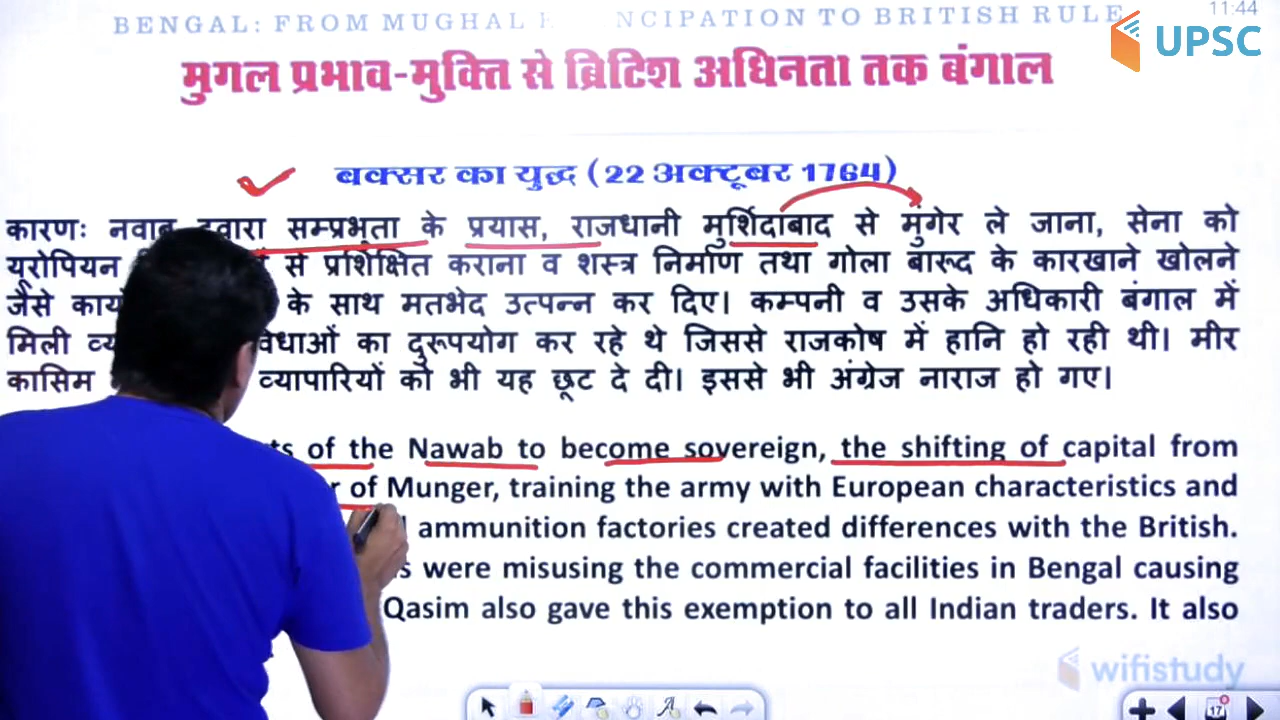 BENGAL: FROM MUGHAL NCIPATION TO BRITISH RULE
11:44
UPSC
मुगल प्रभाव-मुक्ति से ब्रिटिश अधिनता तक बंगाल
बक्सर का युद्ध (22 अक्टूबर 1764)
कारणः नवाब द्वारा सम्प्रभुता के प्रयास, राजधानी मुर्शिदाबाद से मुंगेर ले जाना, सेना को
यूरोपियन से प्रशिक्षित कराना व शस्त्र निर्माण तथा गोला बारूद के कारखाने खोलने
जैसे के साथ मतभेद उत्पन्न कर दिए। कम्पनी व उसके अधिकारी बंगाल में
मिली का दुरूपयोग कर रहे थे जिससे राजकोष में हानि हो रही थी। मीर
कासिम व्यापारियों को भी यह छूट दे दी। इससे भी अंग्रेज नाराज हो गए।
of the Nawab to become sovereign, the shifting of capital from
of Munger, training the army with European characteristics and
ammunition factories created differences with the British.
were misusing the commercial facilities in Bengal causing
Qasim also gave this exemption to all Indian traders. It also
wifistudy
17